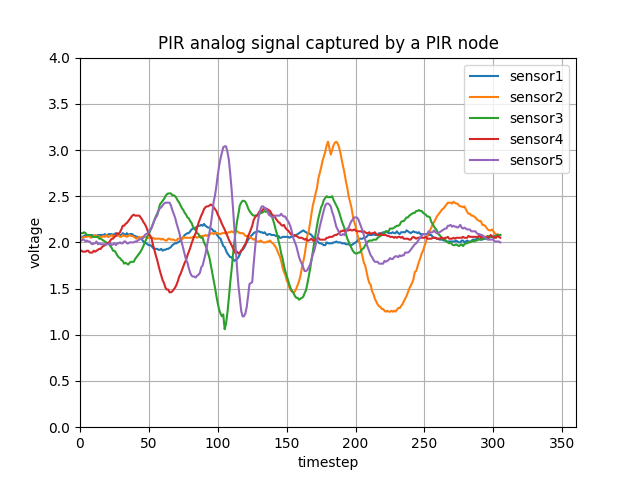 PIR analog signal captured by a PIR node
4.0
3.5
3.0
2.5
2.0
1.5
1.0
0.5
0.0
voltage
sensor1
sensor2
sensor3
sensor4
sensor5
0 50 100 150 200 250 300 350
timestep